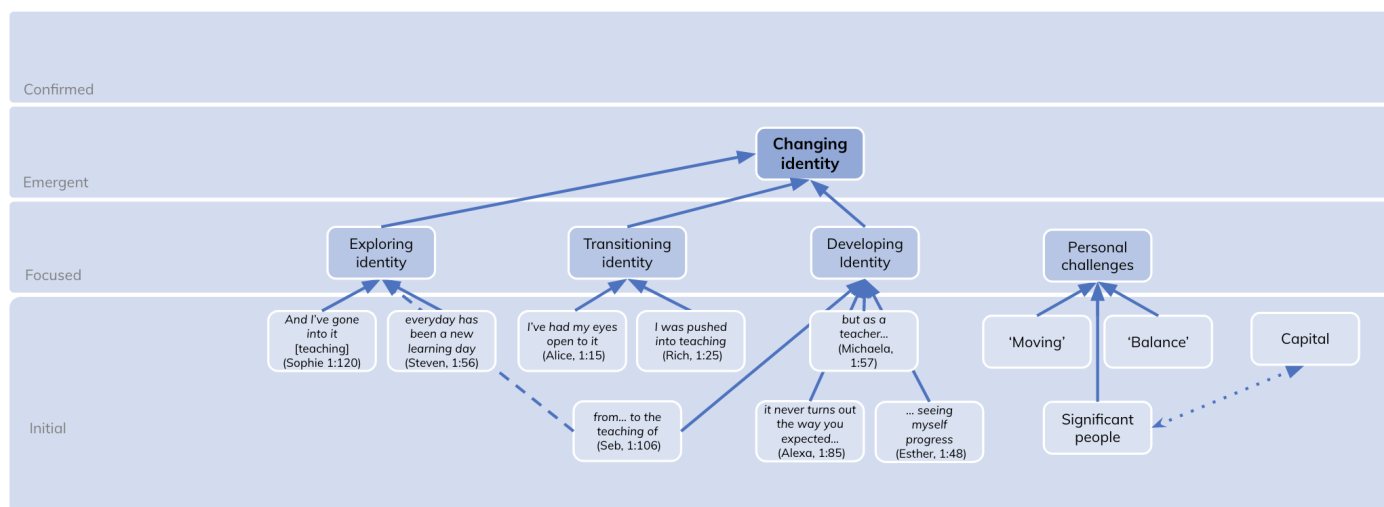 Confirmed
Changing
identity
Emergent
Exploring
identity
Transitioning
identity
Developing
Identity
Personal
challenges
Focused
And I've gone
into it
[teaching]
(Sophie 1:120)
everyday has
been a new
learning day
(Steven, 1:56)
I've had my eyes
open to it
(Alice, 1:15)
I was pushed
into teaching
(Rich, 1:25)
but as a
teacher...
(Michaela,
1:57)
‘Moving’
‘Balance’
Capital
Initial
from... to the
teaching of
(Seb, 1:106)
it never turns out
the way you
expected...
(Alexa, 1:85)
... seeing
myself
progress
(Esther, 1:48)
Significant
people